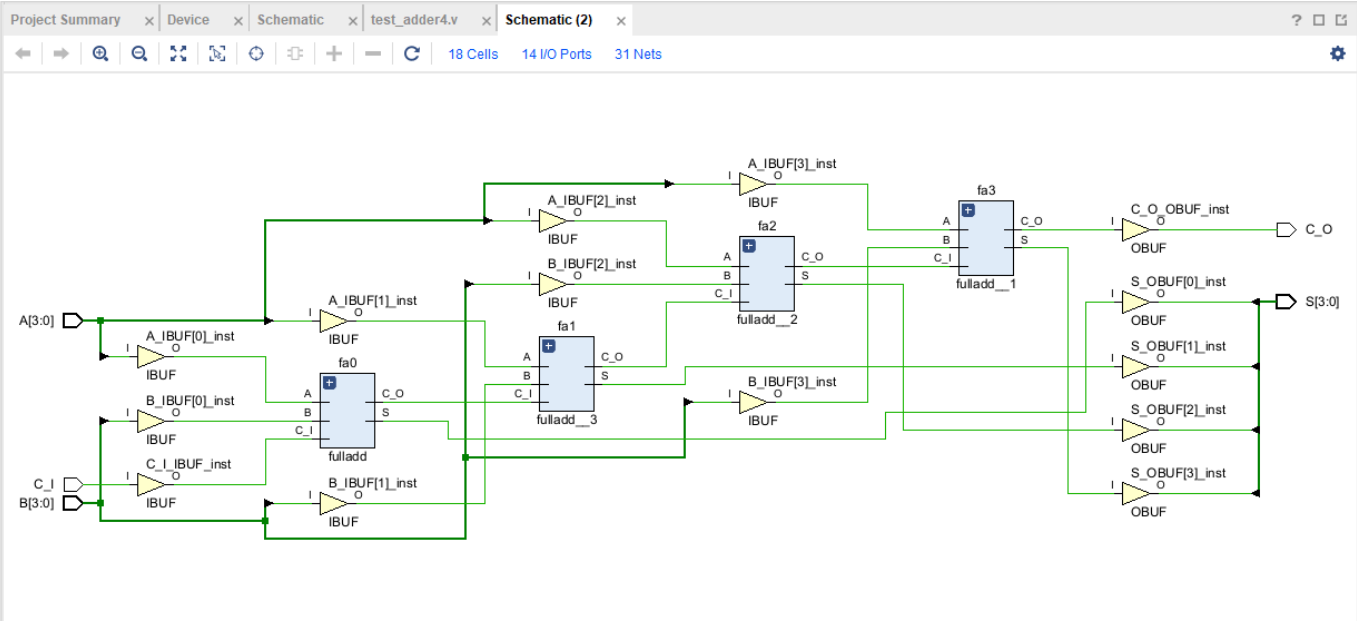 Project Summary × Device × Schematic × test_adder4.v × Schematic (2) × ?
18 Cells 14 I/O Ports 31 Nets
A_IBUF[3]_inst
I O
IBUF
fa3
A C_O
B S
C_I
fulladd__1
C_O_OBUF_inst
I O
OBUF
C_O
A_IBUF[2]_inst
I O
IBUF
fa2
A C_O
B S
C_I
fulladd__2
B_IBUF[2]_inst
I O
IBUF
S_OBUF[0]_inst
I O
OBUF
S[3:0]
A[3:0]
A_IBUF[1]_inst
I O
IBUF
fa1
A C_O
B S
C_I
fulladd__3
A_IBUF[0]_inst
I O
IBUF
S_OBUF[1]_inst
I O
OBUF
fa0
A C_O
B S
C_I
fulladd
B_IBUF[3]_inst
I O
IBUF
B_IBUF[0]_inst
I O
IBUF
S_OBUF[2]_inst
I O
OBUF
C_I
C_I_IBUF_inst
I O
IBUF
B[3:0]
B_IBUF[1]_inst
I O
IBUF
S_OBUF[3]_inst
I O
OBUF